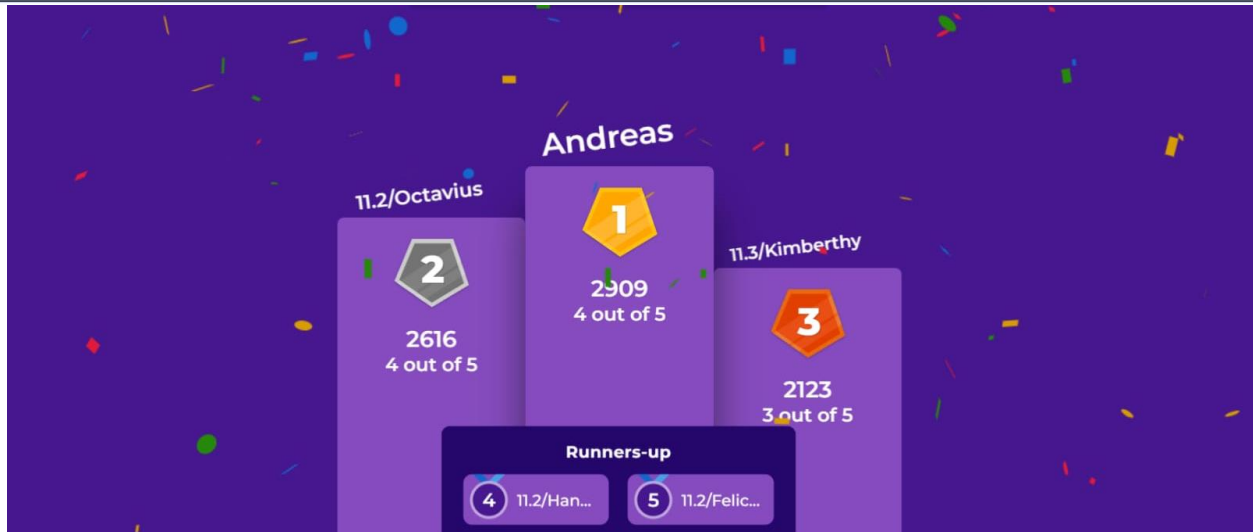 Andreas
1
2909
4 out of 5
11.2/Octavius
2
2616
4 out of 5
11.3/Kimberthy
3
2123
3 out of 5
Runners-up
4 11.2/Han...
5 11.2/Felic...